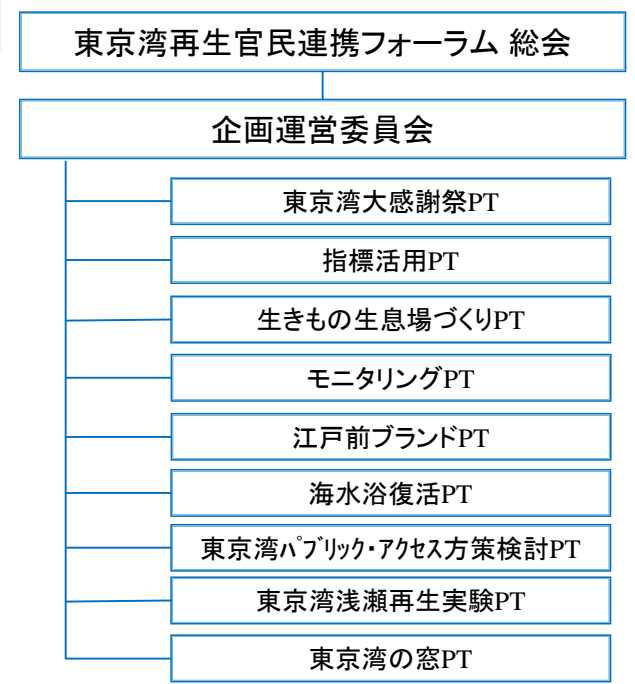 東京湾再生官民連携フォーラム 総会
企画運営委員会
東京湾大感謝祭PT
指標活用PT
生きもの生息場づくりPT
モニタリングPT
江戸前ブランドPT
海水浴復活PT
東京湾ﾊﾟﾌﾞﾘｯｸ・ｱｸｾｽ方策検討PT
東京湾浅瀬再生実験PT
東京湾の窓PT